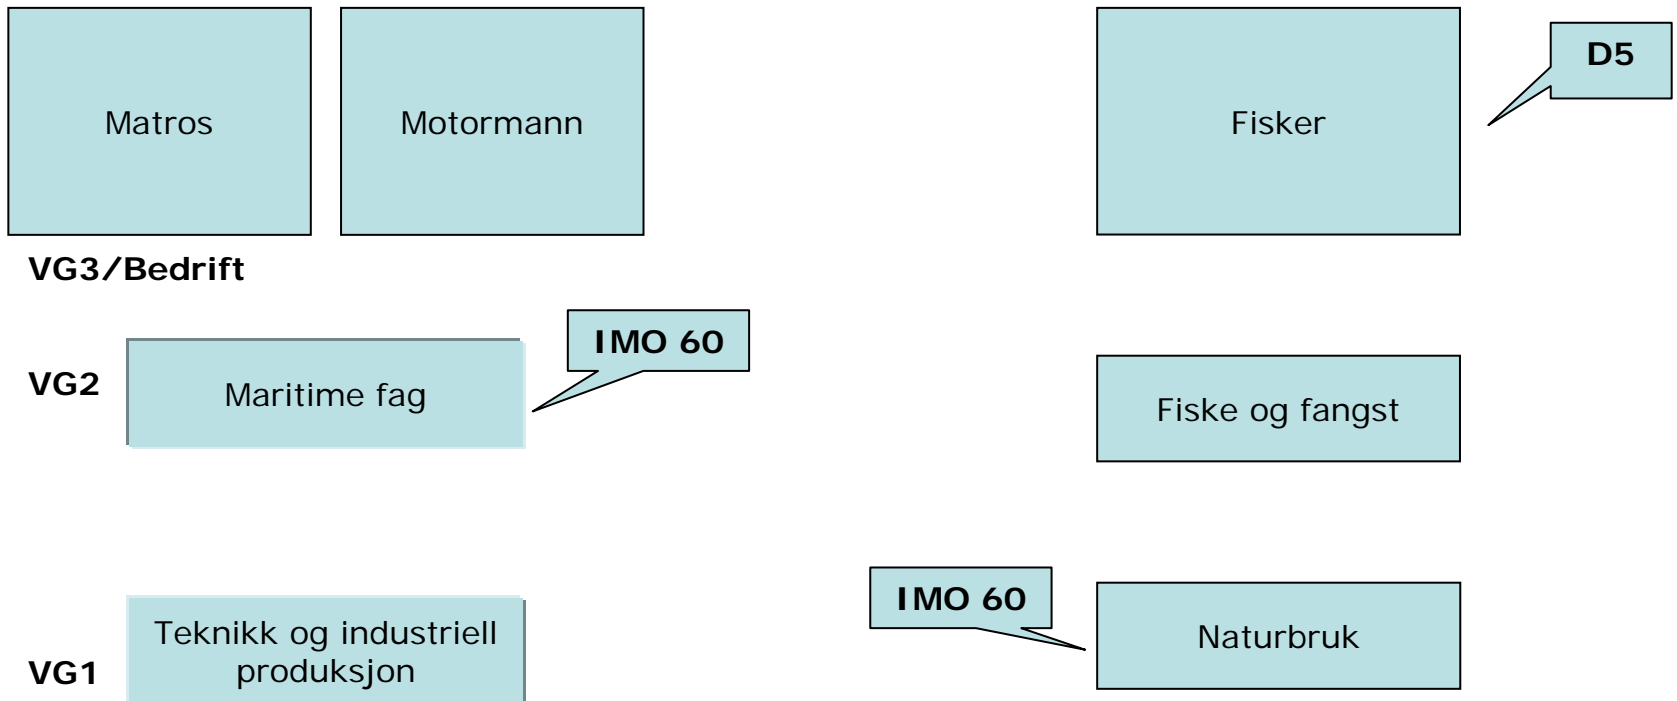 D5
Matros
Motormann
Fisker
VG3/Bedrift
IMO 60
VG2
Maritime fag
Fiske og fangst
IMO 60
Teknikk og industriell
produksjon
Naturbruk
VG1